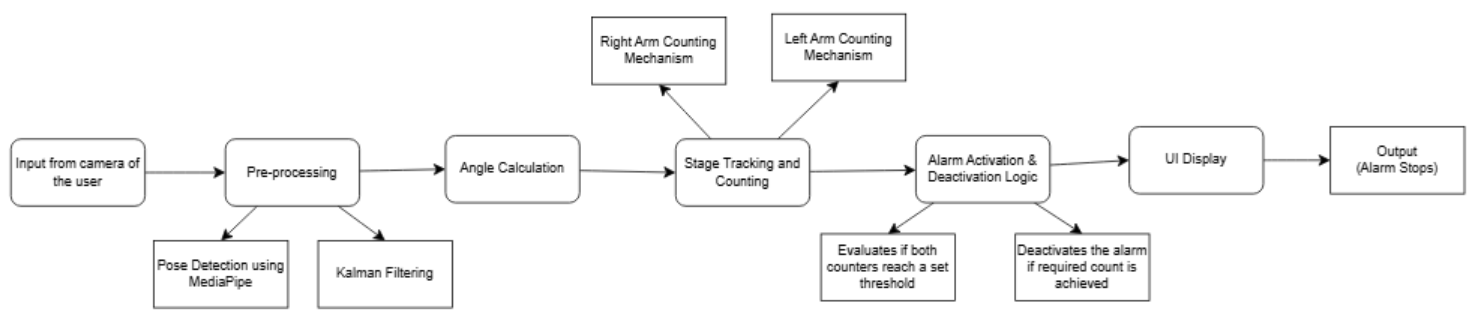 Right Arm Counting
Mechanism
Left Arm Counting
Mechanism
Input from camera of
the user
Pre-processing
Angle Calculation
Stage Tracking and
Counting
Alarm Activation &
Deactivation Logic
UI Display
Output
(Alarm Stops)
Pose Detection using
MediaPipe
Kalman Filtering
Evaluates if both
counters reach a set
threshold
Deactivates the alarm
if required count is
achieved